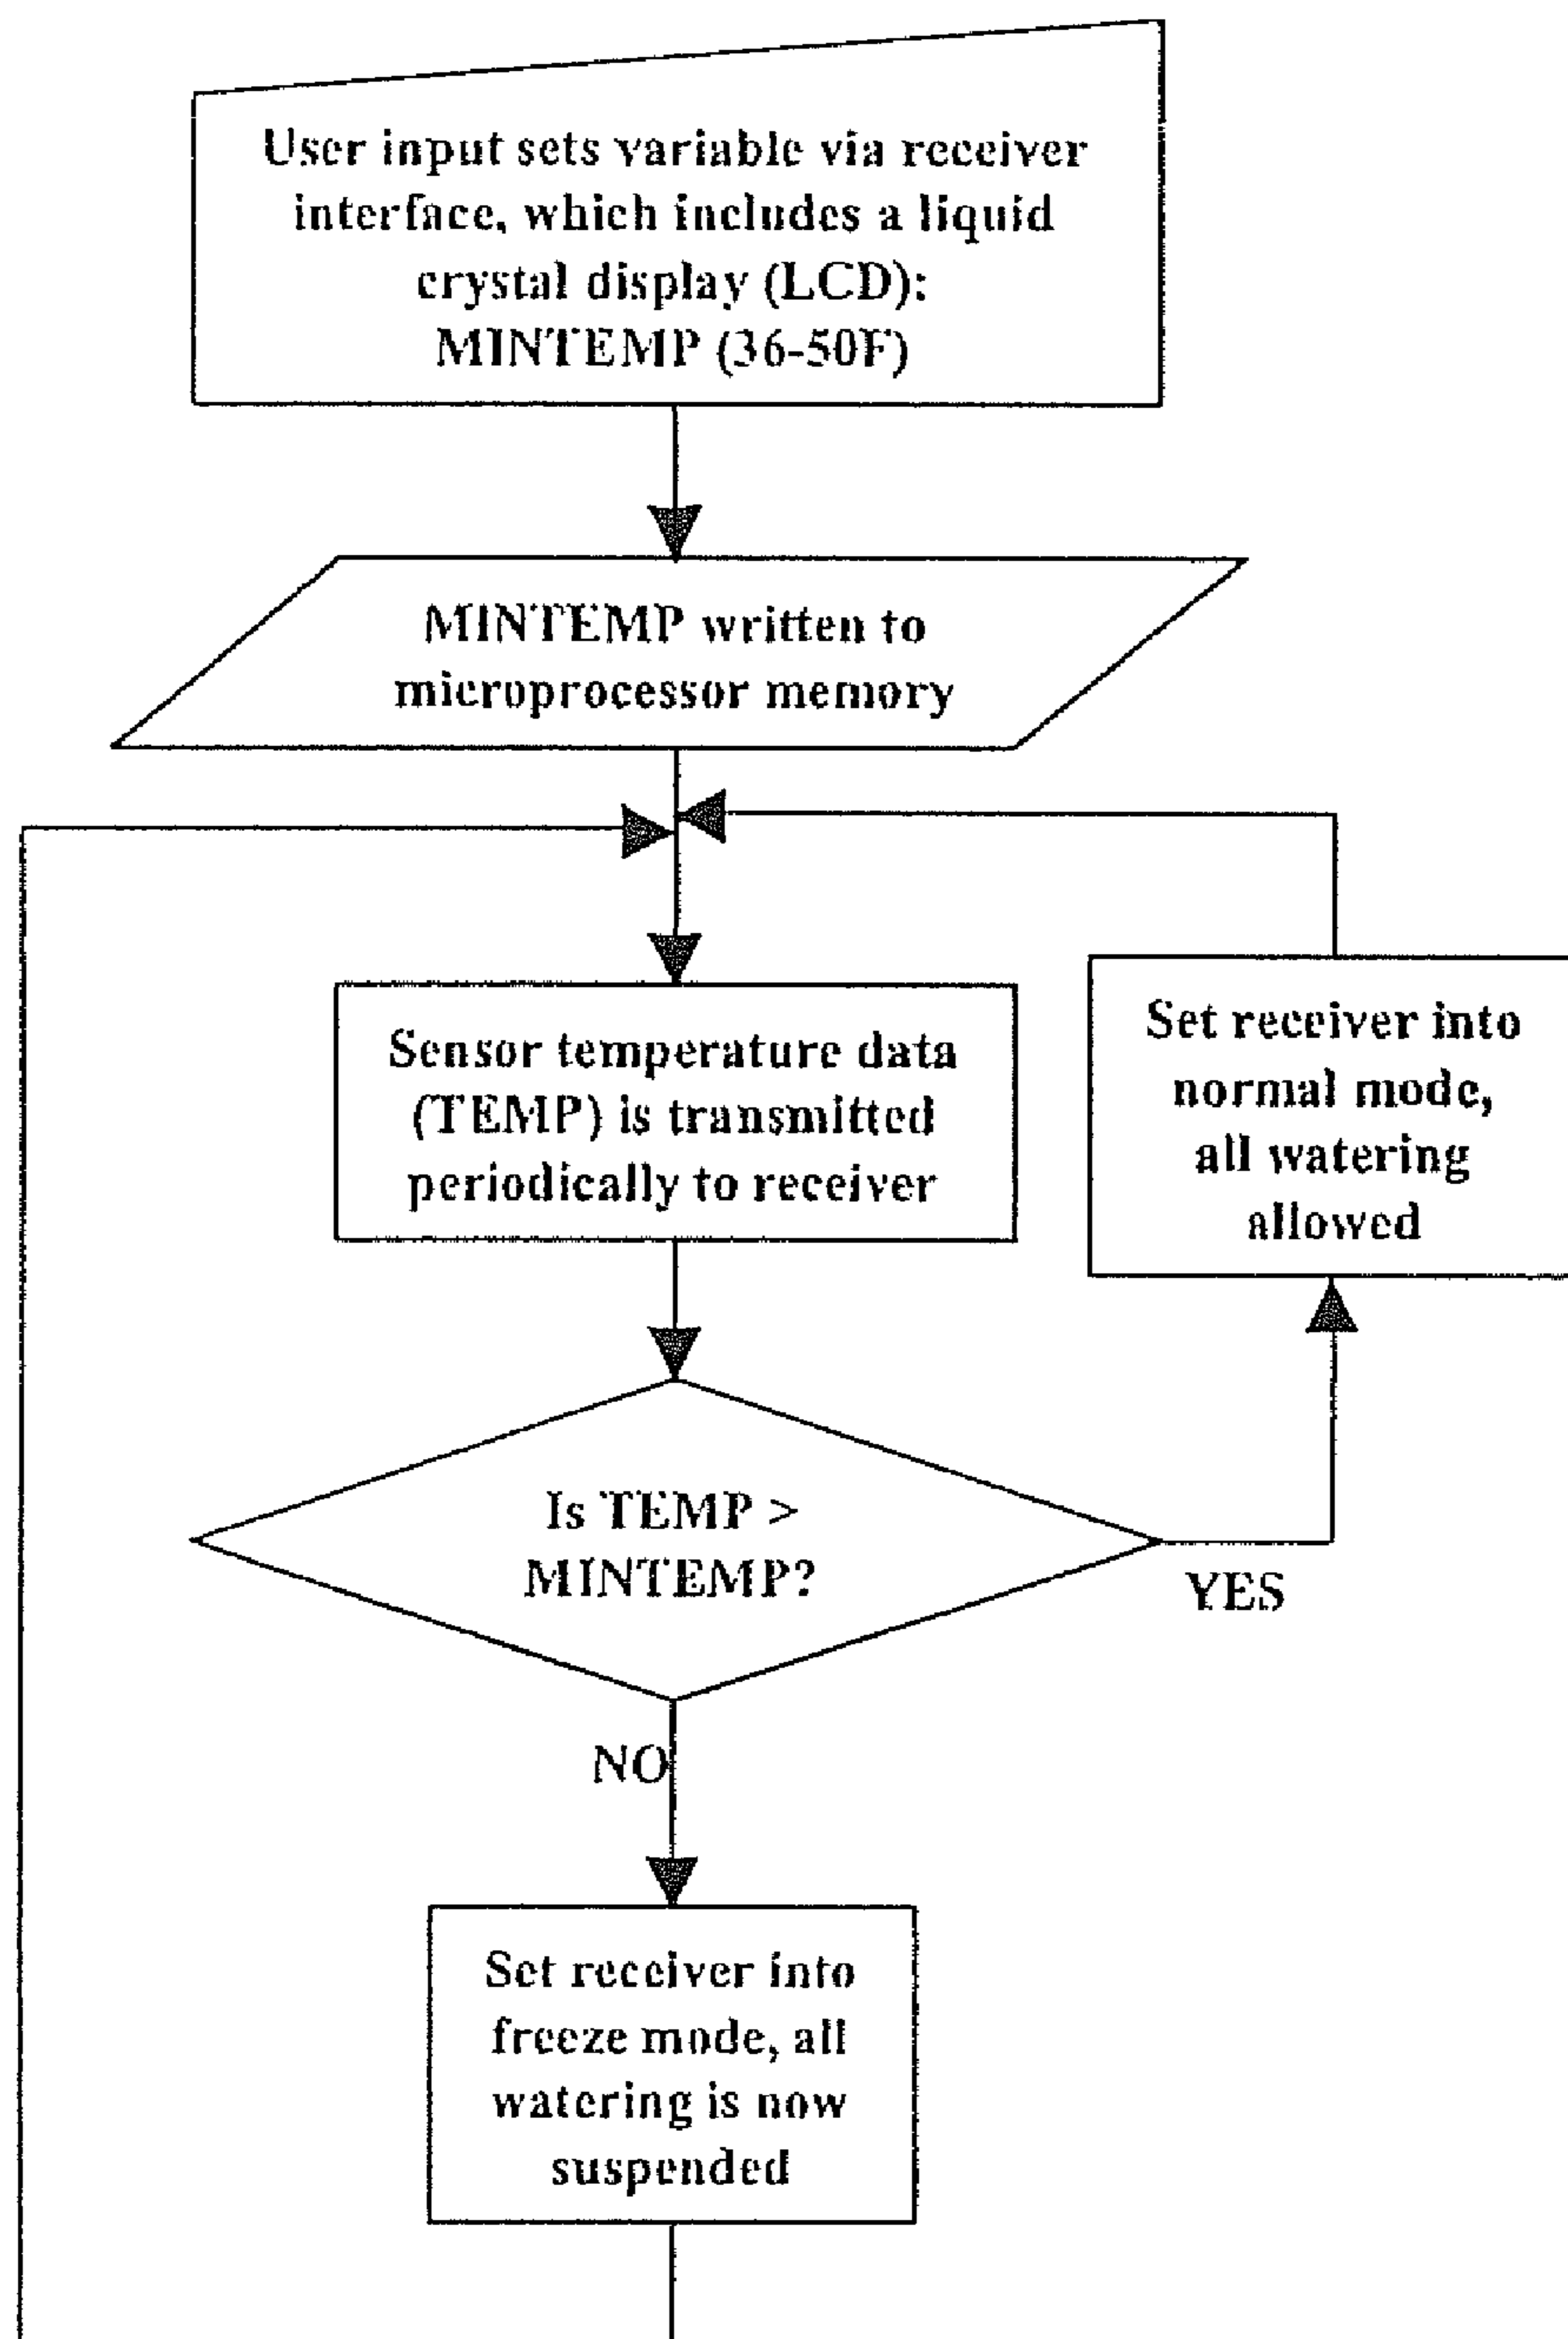 User input sets variable via receiver
interface, which includes a liquid
crystal display (LCD):
MINTEMP (36-50F)
MINTEMP written to
microprocessor memory
Sensor temperature data
(TEMP) is transmitted
periodically to receiver
Set receiver into
normal mode,
all watering
allowed
Is TEMP >
MINTEMP?
YES
NO
Set receiver into
freeze mode, all
watering is now
suspended